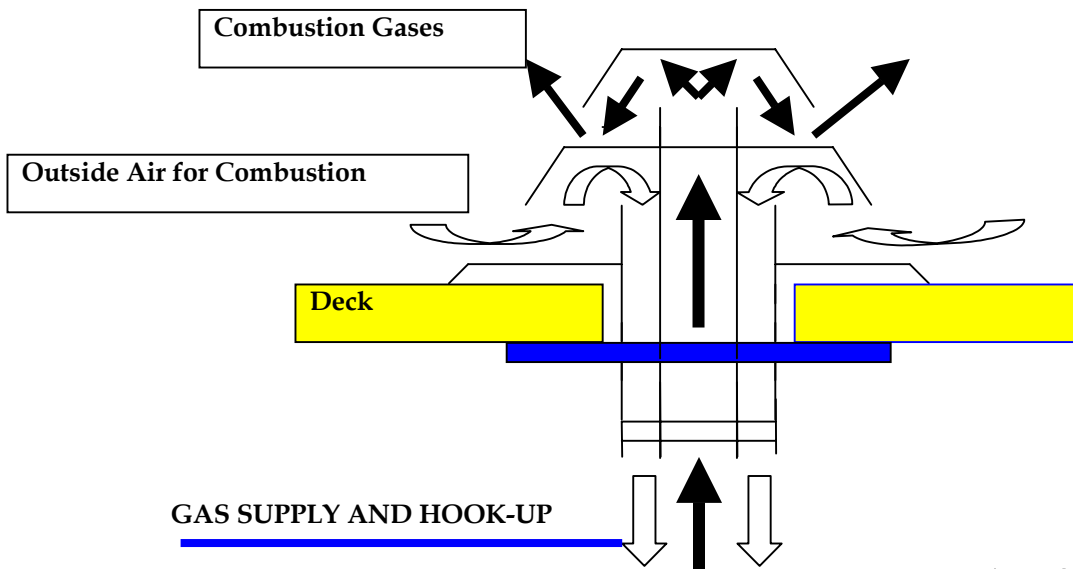 Combustion Gases
Outside Air for Combustion
Deck
GAS SUPPLY AND HOOK-UP